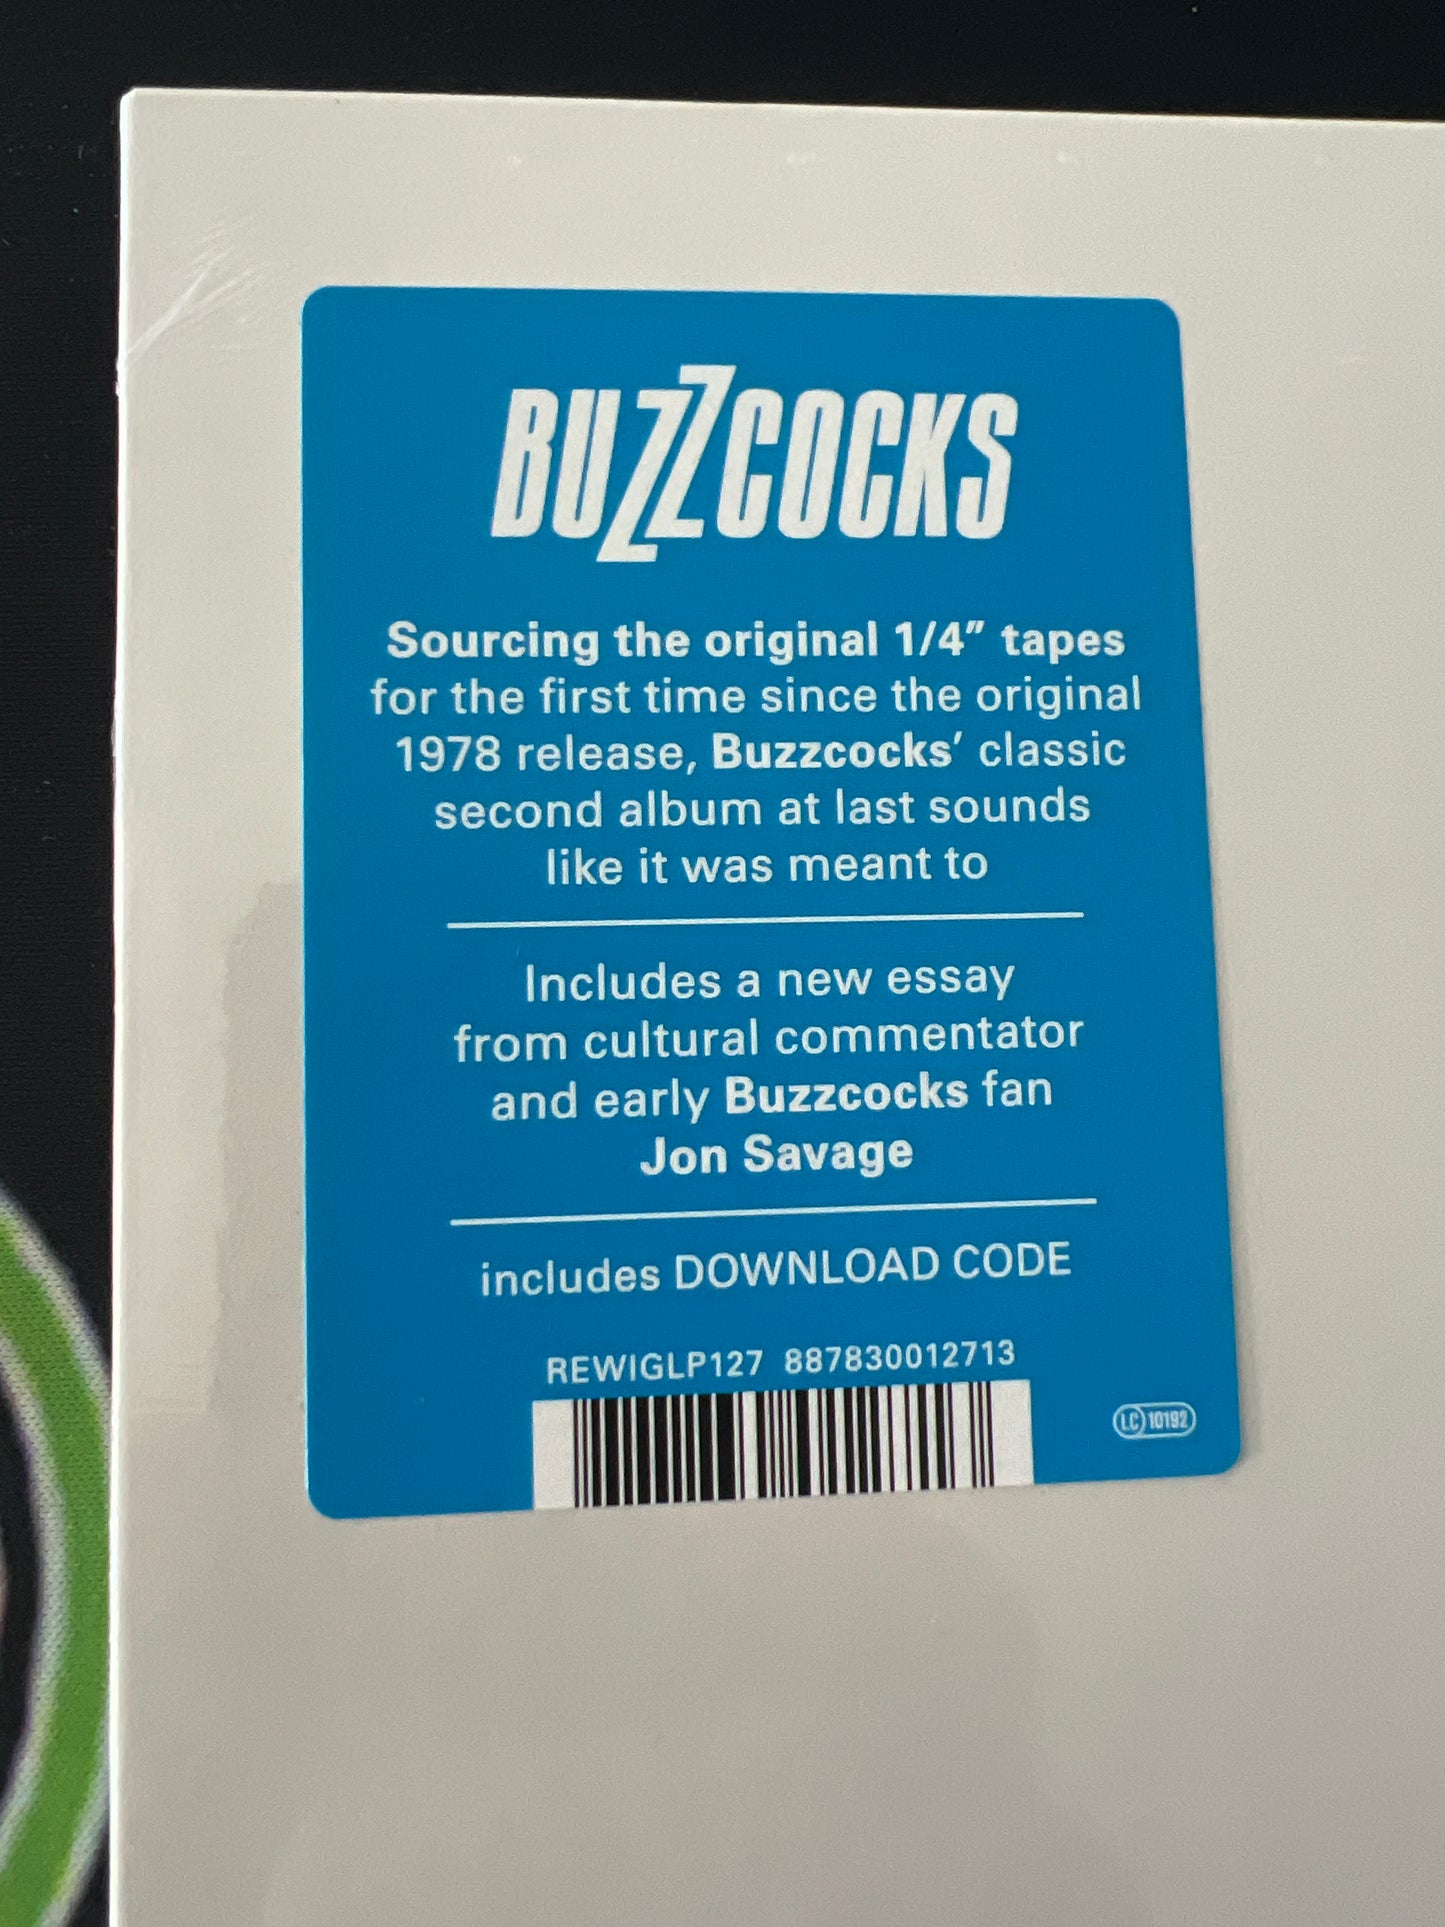 BUZZCOCKS
Sourcing the original 1/4” tapes
for the first time since the original
1978 release, Buzzcocks’ classic
second album at last sounds
like it was meant to
Includes a new essay
from cultural commentator
and early Buzzcocks fan
Jon Savage
includes DOWNLOAD CODE
REWIGLP127 887830012713
LC 10192